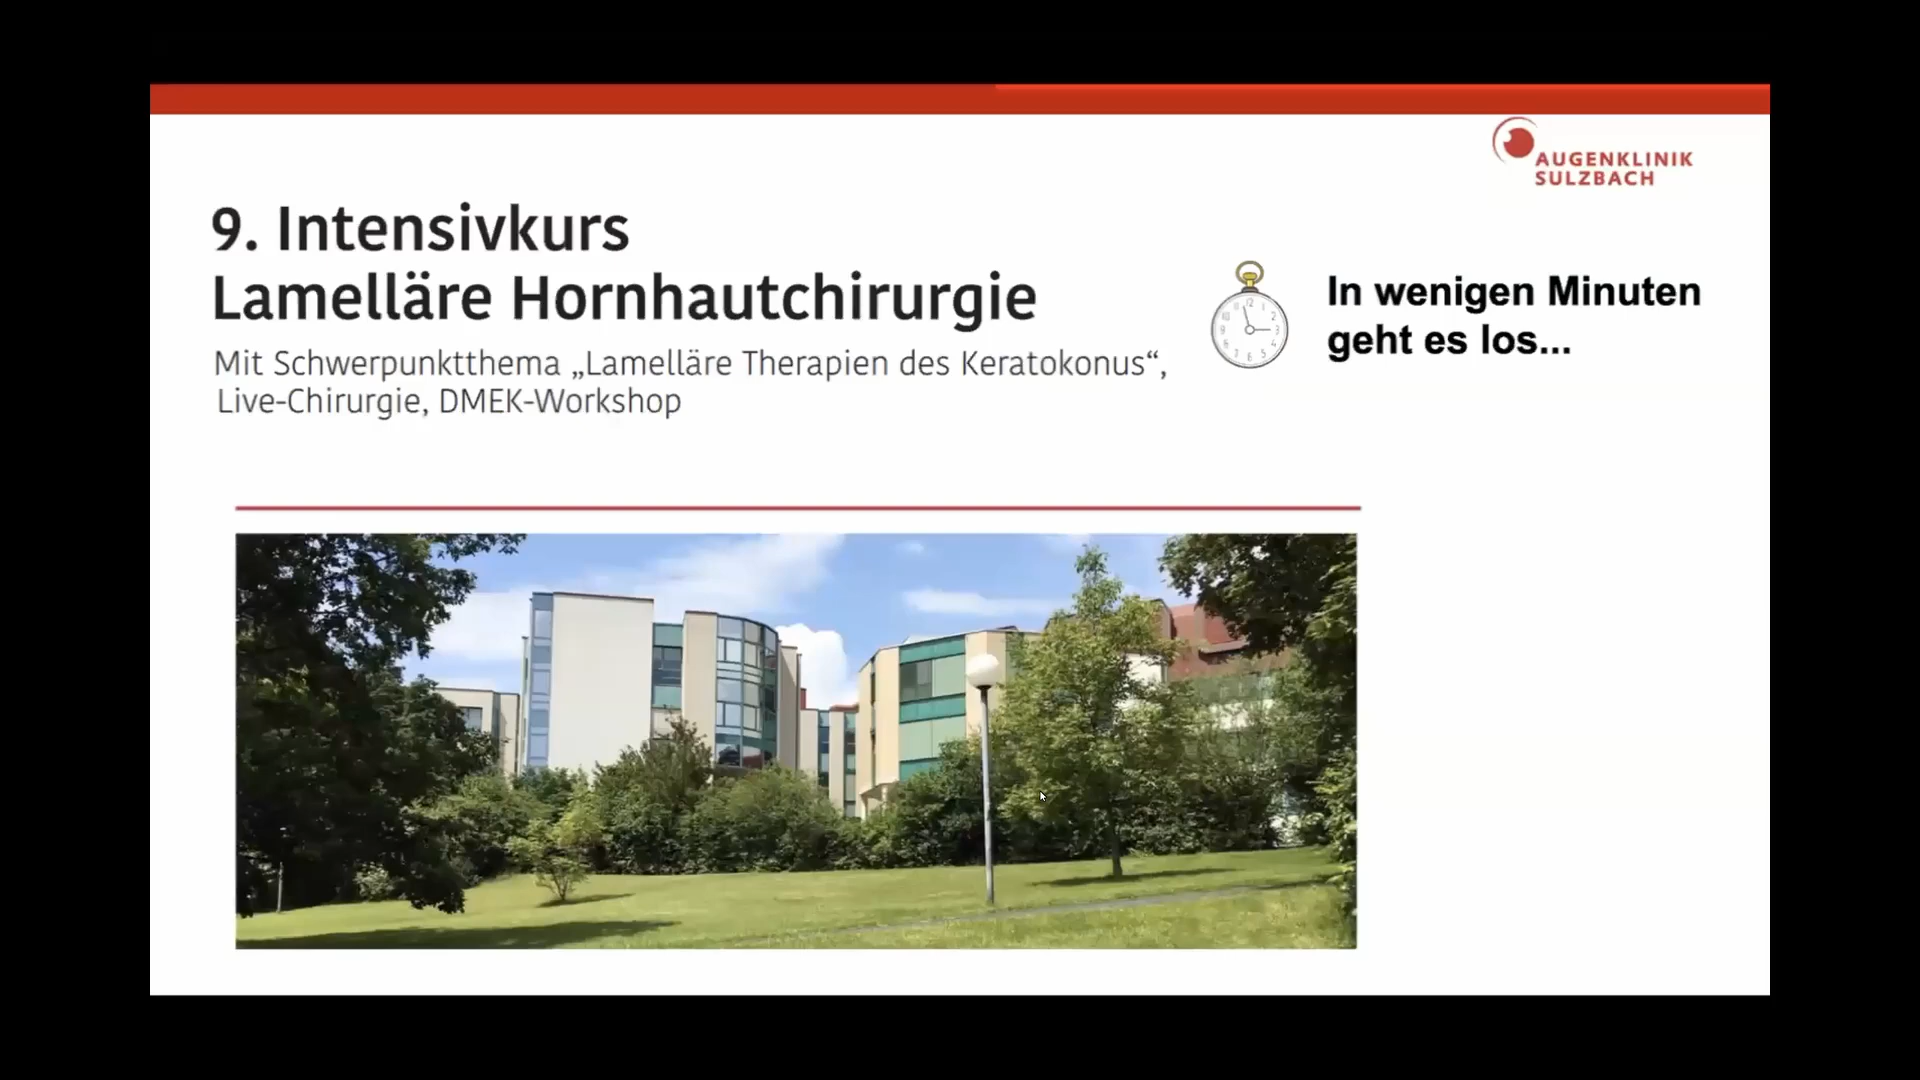 AUGENKLINIK
SULZBACH
9. Intensivkurs
Lamelläre Hornhautchirurgie
Mit Schwerpunktthema „Lamelläre Therapien des Keratokonus“,
Live-Chirurgie, DMEK-Workshop
In wenigen Minuten
geht es los...